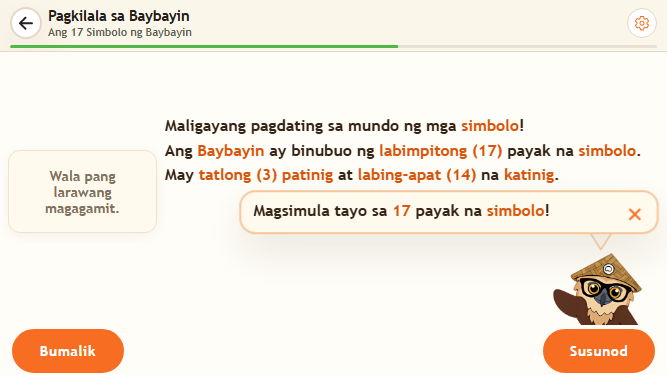 Pagkilala sa Baybayin
Ang 17 Simbolo ng Baybayin
Maligayang pagdating sa mundo ng mga simbolo!
Ang Baybayin ay binubuo ng labimpitong (17) payak na simbolo.
May tatlong (3) patinig at labing-apat (14) na katinig.
Wala pang
larawang
magagamit.
Magsimula tayo sa 17 payak na simbolo!
Bumalik
Susunod